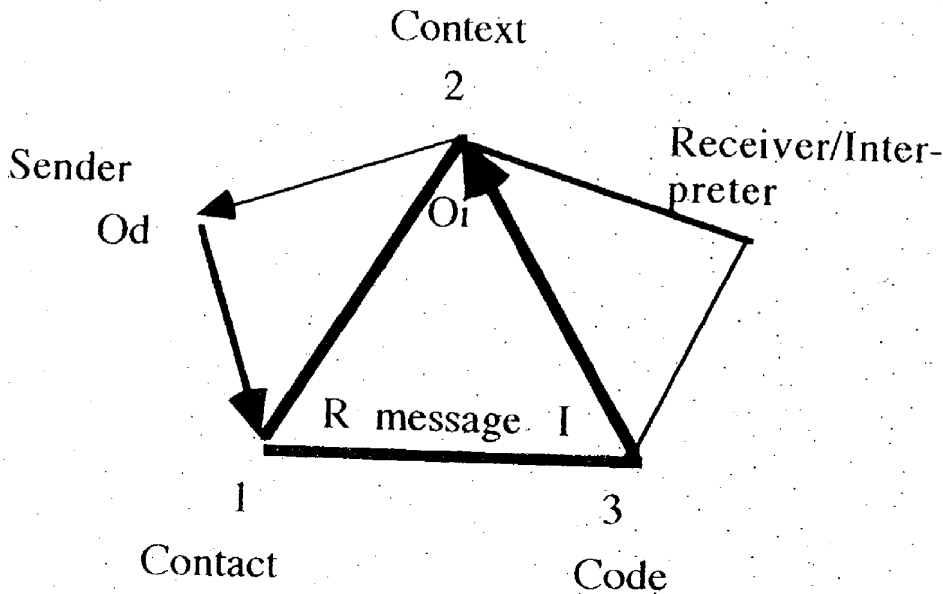 Context
2
Sender
Receiver/Inter-
preter
Od
Oi
R message I
1
3
Contact
Code